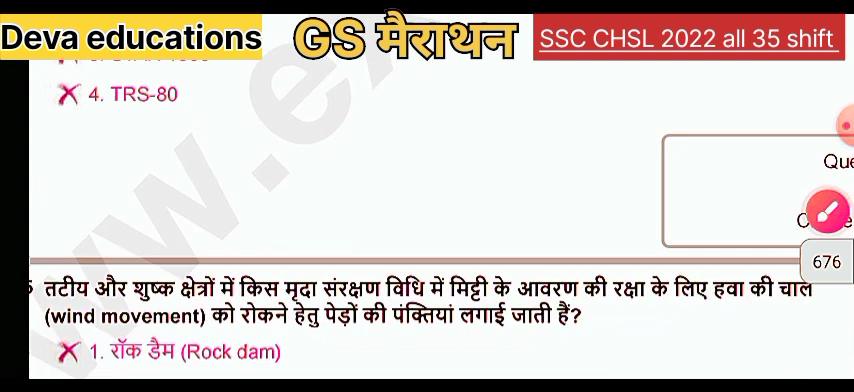 Deva educations GS मैराथन SSC CHSL 2022 all 35 shift
4. TRS-80
Que
676
तटीय और शुष्क क्षेत्रों में किस मृदा संरक्षण विधि में मिट्टी के आवरण की रक्षा के लिए हवा की चाल
(wind movement) को रोकने हेतु पेड़ों की पंक्तियां लगाई जाती हैं?
1. रॉक डैम (Rock dam)